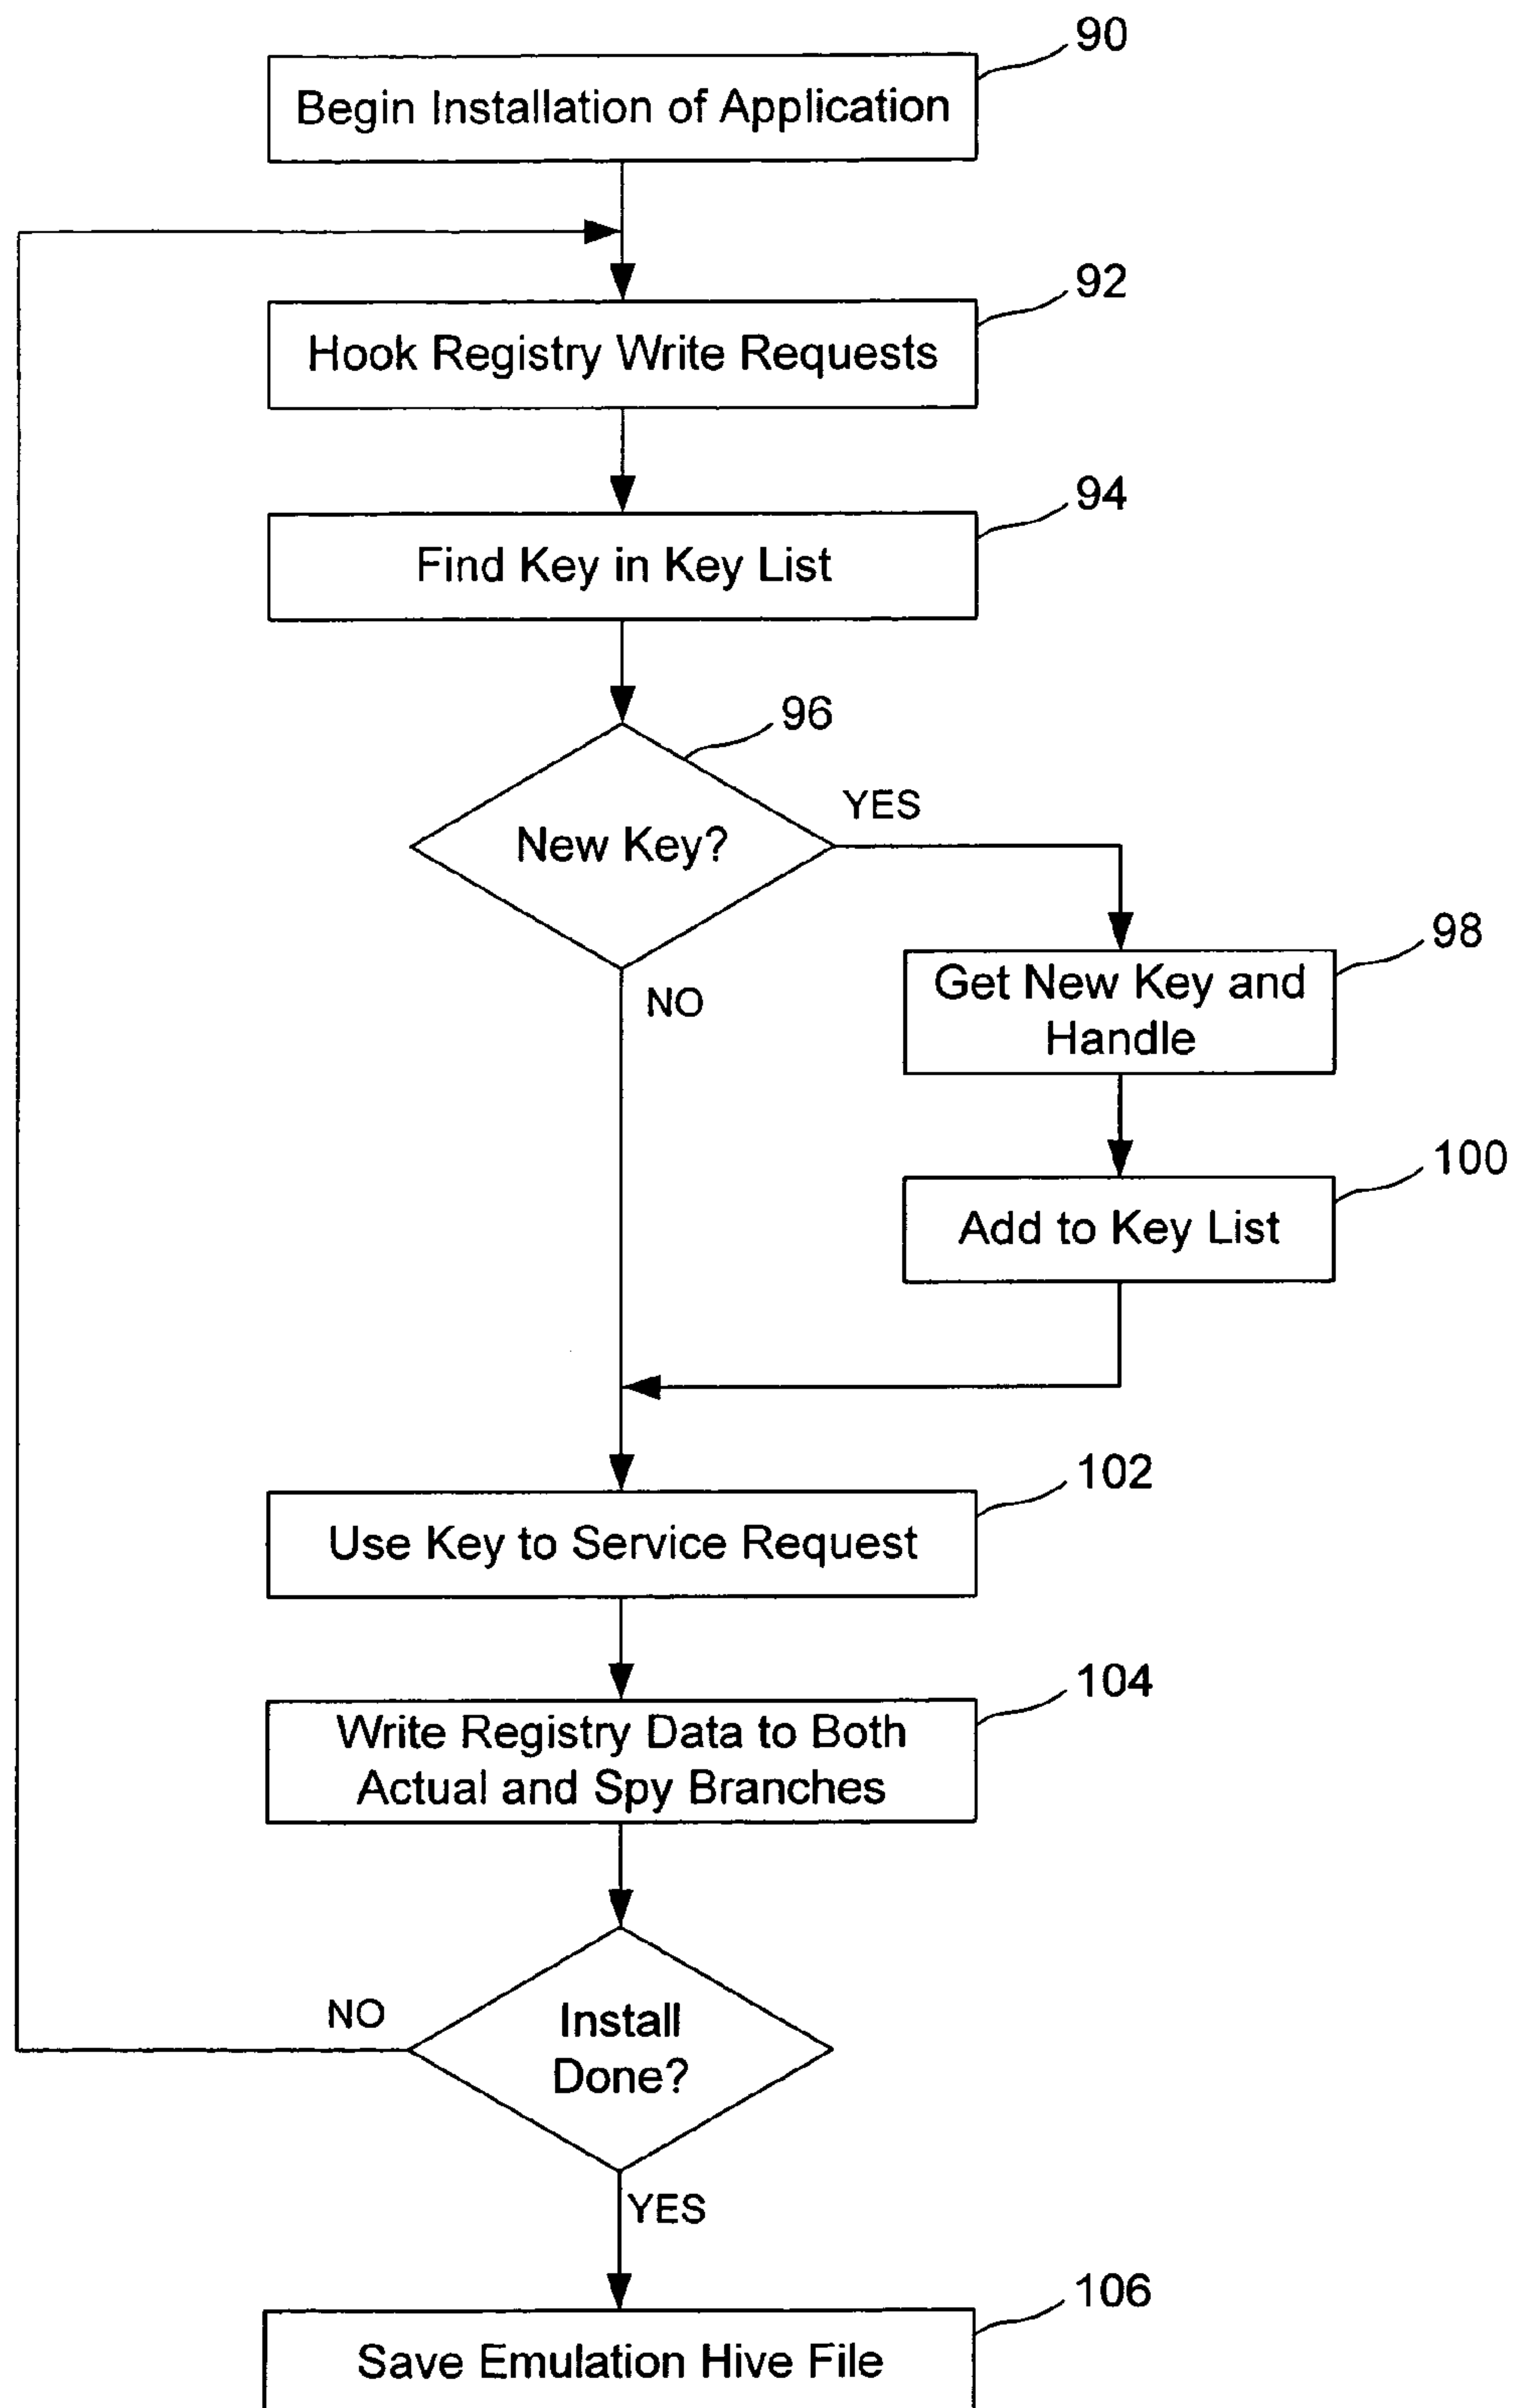 90
Begin Installation of Application
92
Hook Registry Write Requests
94
Find Key in Key List
96
New Key?
YES
NO
98
Get New Key and
Handle
100
Add to Key List
102
Use Key to Service Request
104
Write Registry Data to Both
Actual and Spy Branches
NO
Install
Done?
YES
106
Save Emulation Hive File